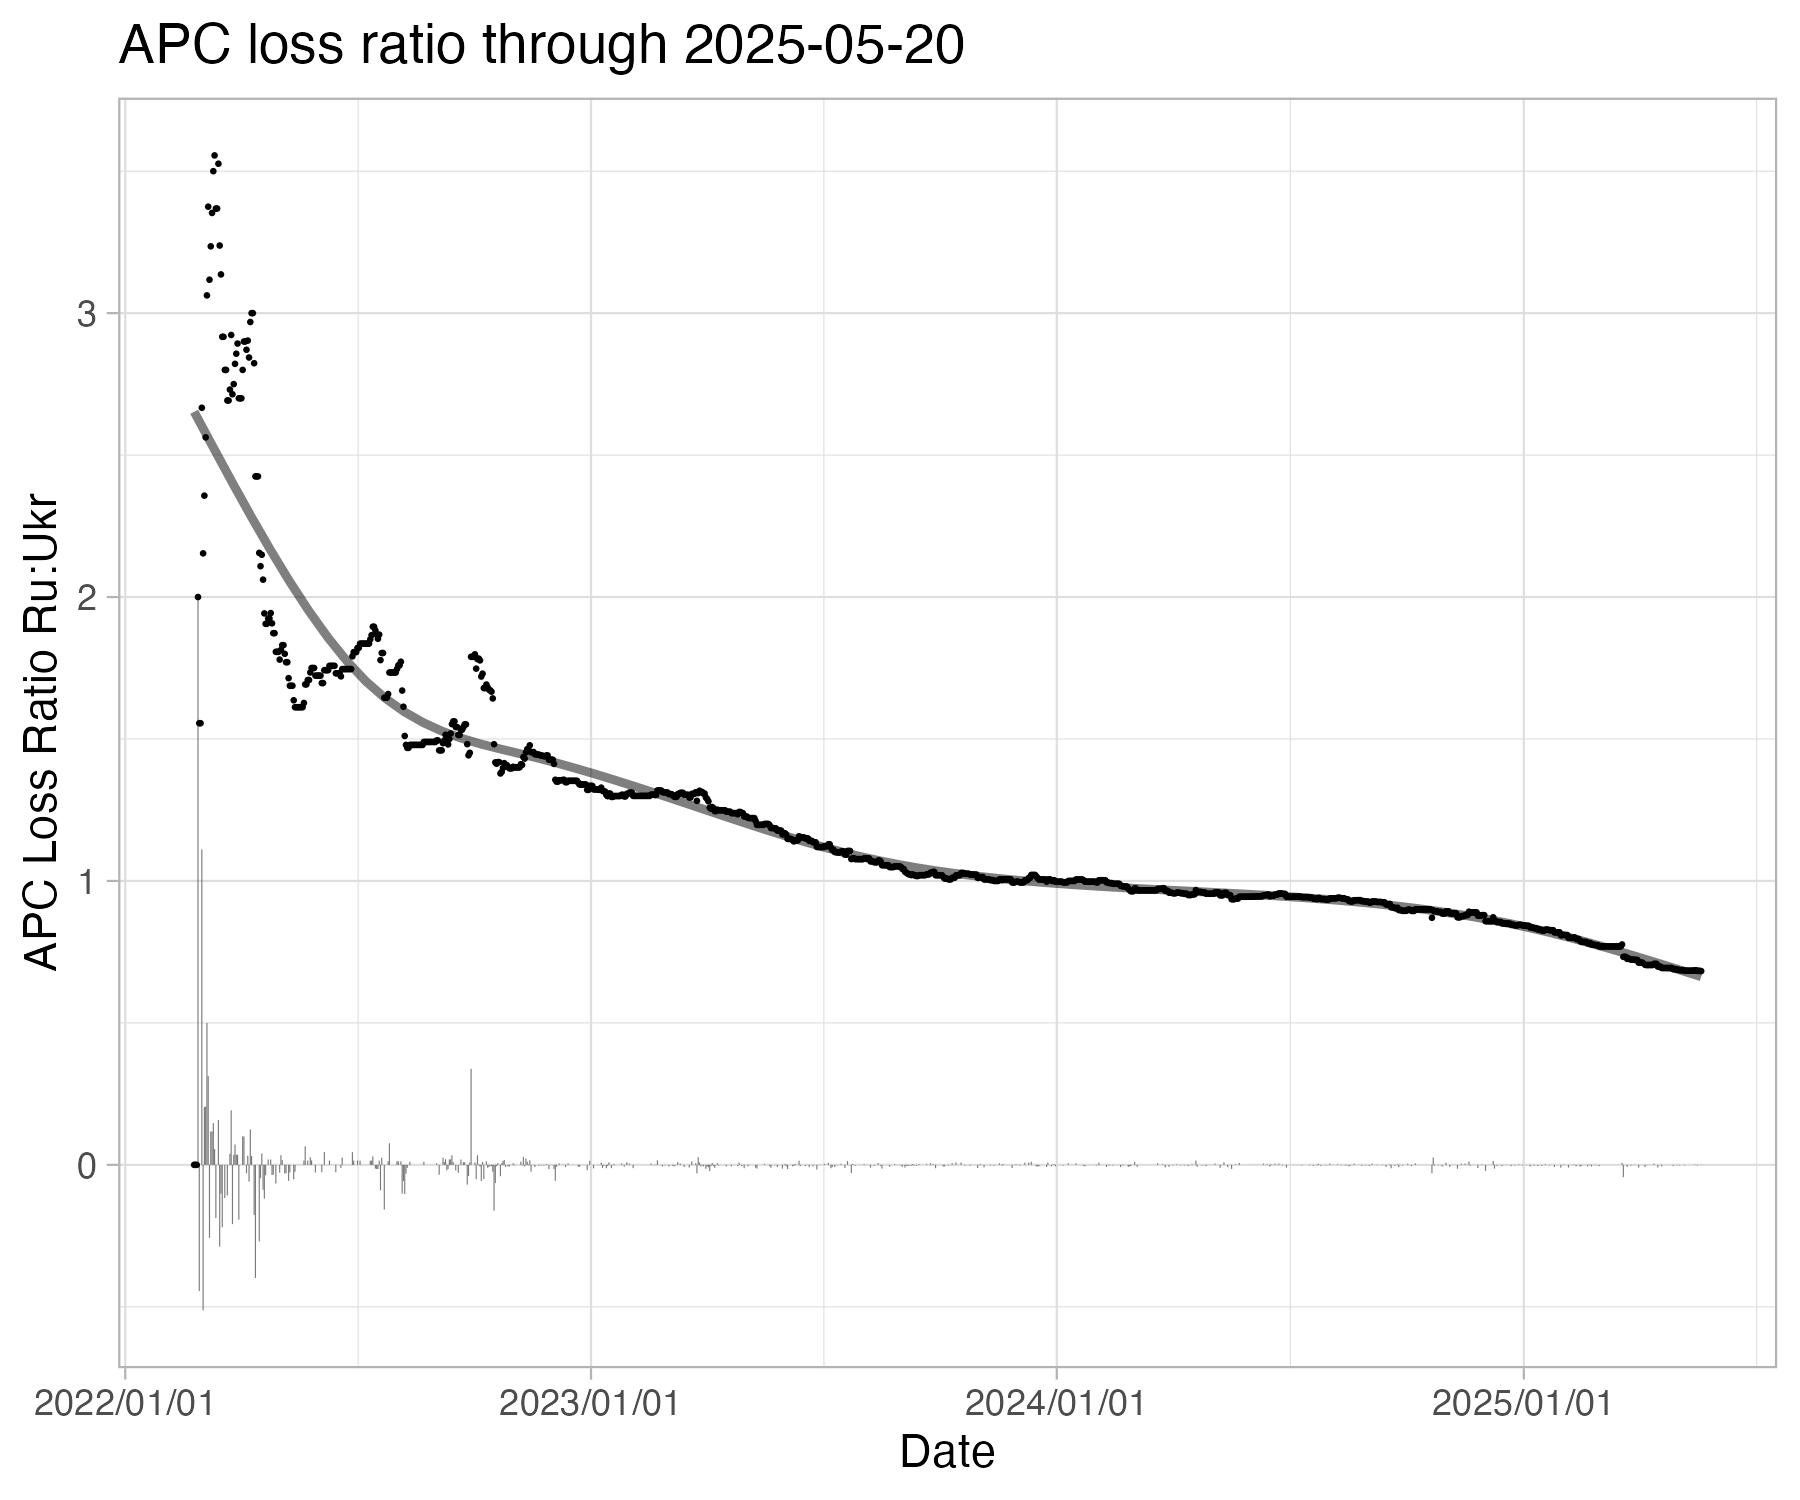 APC loss ratio through 2025-05-20
APC Loss Ratio Ru:Ukr
3
2
1
0
2022/01/01
2023/01/01
2024/01/01
2025/01/01
Date